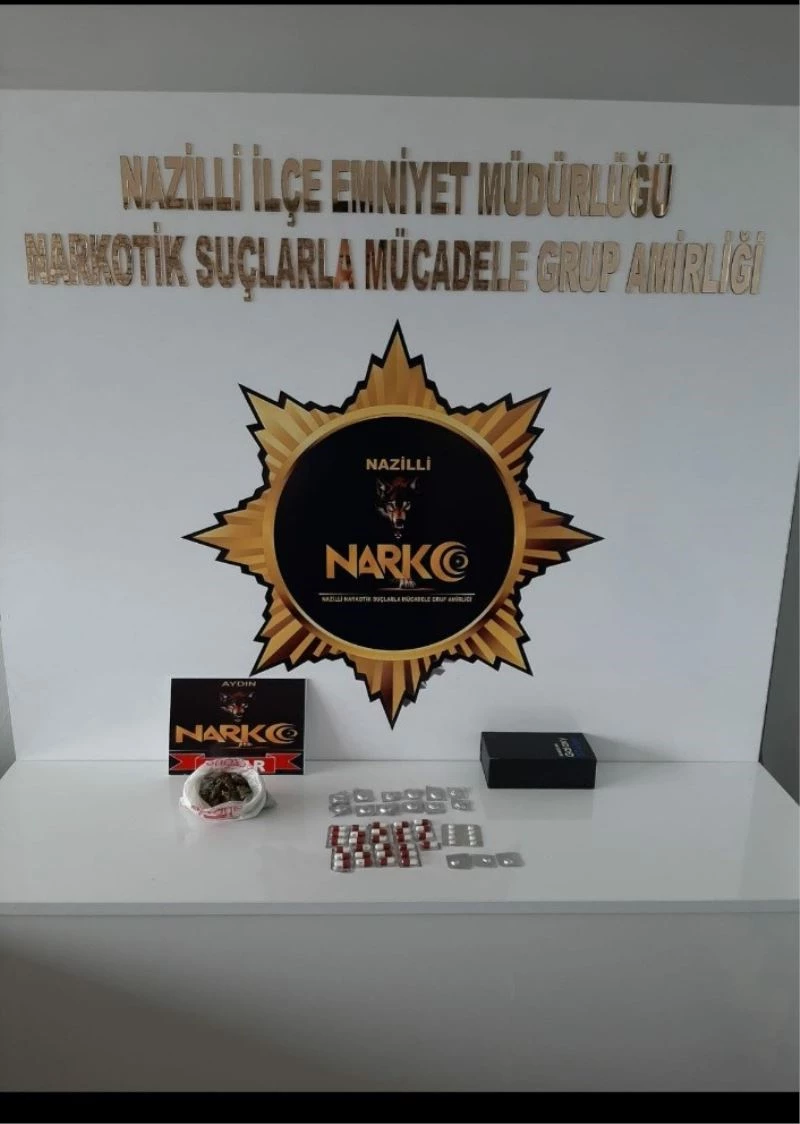 NAZİLLİ İLÇE EMNİYET MÜDÜRLÜĞÜ
NARKOTİK SUÇLARLA MÜCADELE GRUP AMİRLİĞİ
NAZİLLİ
NARKO
NAZİLLİ NARKOTİK SUÇLARLA MÜCADELE GRUP AMİRLİĞİ
AYDIN
NARKO
Galaxy